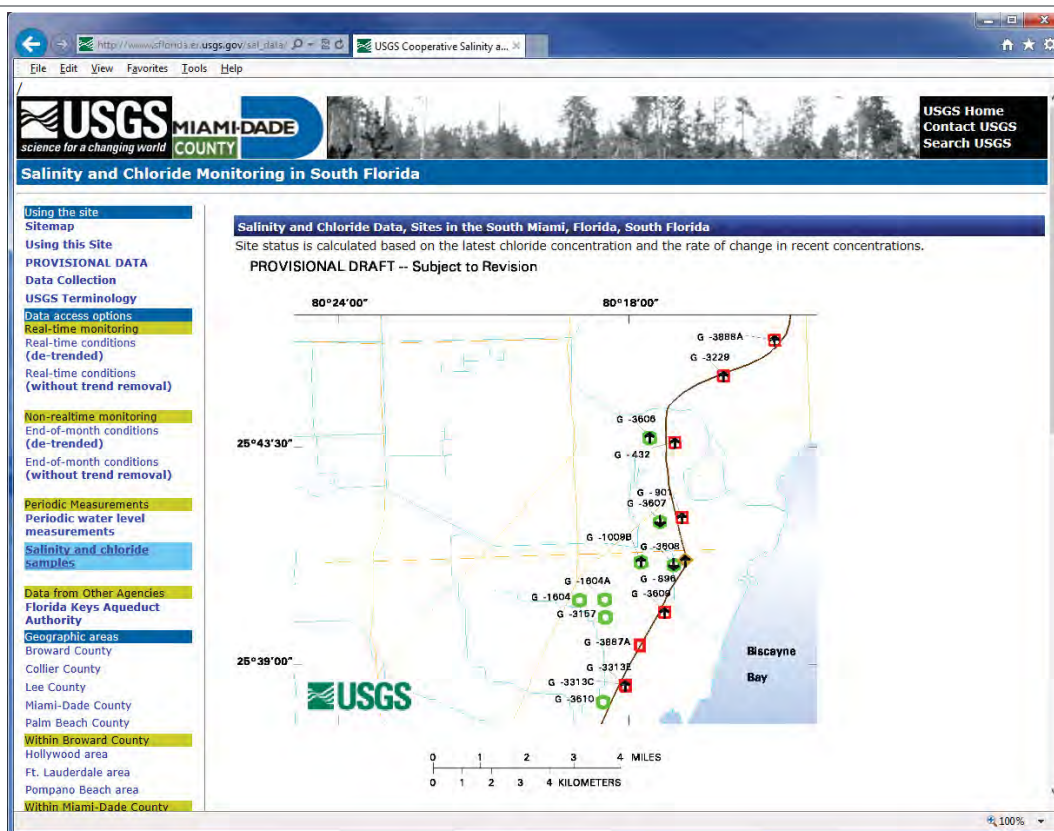 http://www.sflorida.er.usgs.gov/sal_data/
USGS Cooperative Salinity a...
File Edit View Favorites Tools Help
/
USGS
science for a changing world
MIAMI-DADE
COUNTY
USGS Home
Contact USGS
Search USGS
Salinity and Chloride Monitoring in South Florida
Using the site
Sitemap
Using this Site
PROVISIONAL DATA
Data Collection
USGS Terminology
Data access options
Real-time monitoring
Real-time conditions
(de-trended)
Real-time conditions
(without trend removal)
Non-realtime monitoring
End-of-month conditions
(de-trended)
End-of-month conditions
(without trend removal)
Periodic Measurements
Periodic water level
measurements
Salinity and chloride
samples
Data from Other Agencies
Florida Keys Aqueduct
Authority
Geographic areas
Broward County
Collier County
Lee County
Miami-Dade County
Palm Beach County
Within Broward County
Hollywood area
Ft. Lauderdale area
Pompano Beach area
Within Miami-Dade County
Salinity and Chloride Data, Sites in the South Miami, Florida, South Florida
Site status is calculated based on the latest chloride concentration and the rate of change in recent concentrations.
PROVISIONAL DRAFT -- Subject to Revision
80°24'00"
80°18'00"
G -3888A
G -3229
G -3606
25°43'30"
G -432
G -901
G -3607
G -1009B
G -3608
G -896
G -1604A
G -1604
G -3609
G -3157
G -3887A
25°39'00"
G -3313E
G -3313C
G -3610
Biscayne
Bay
USGS
0 1 2 3 4 MILES
0 1 2 3 4 KILOMETERS
100%